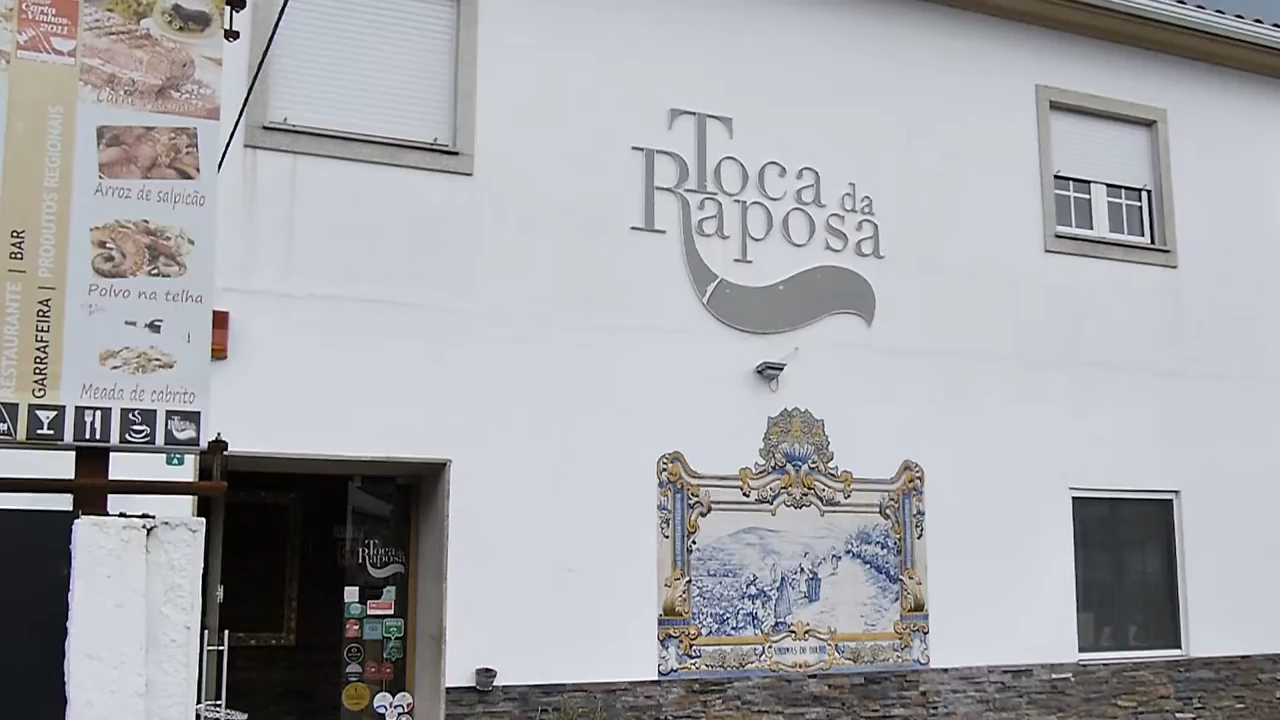 Carta
de Vinhos
2011
RESTAURANTE | BAR
GARRAFEIRA | PRODUTOS REGIONAIS
Arroz de salpicão
Polvo na telha
Meada de cabrito
Toca da
Raposa
Toca da
Raposa
VINDIMAS DO DOURO